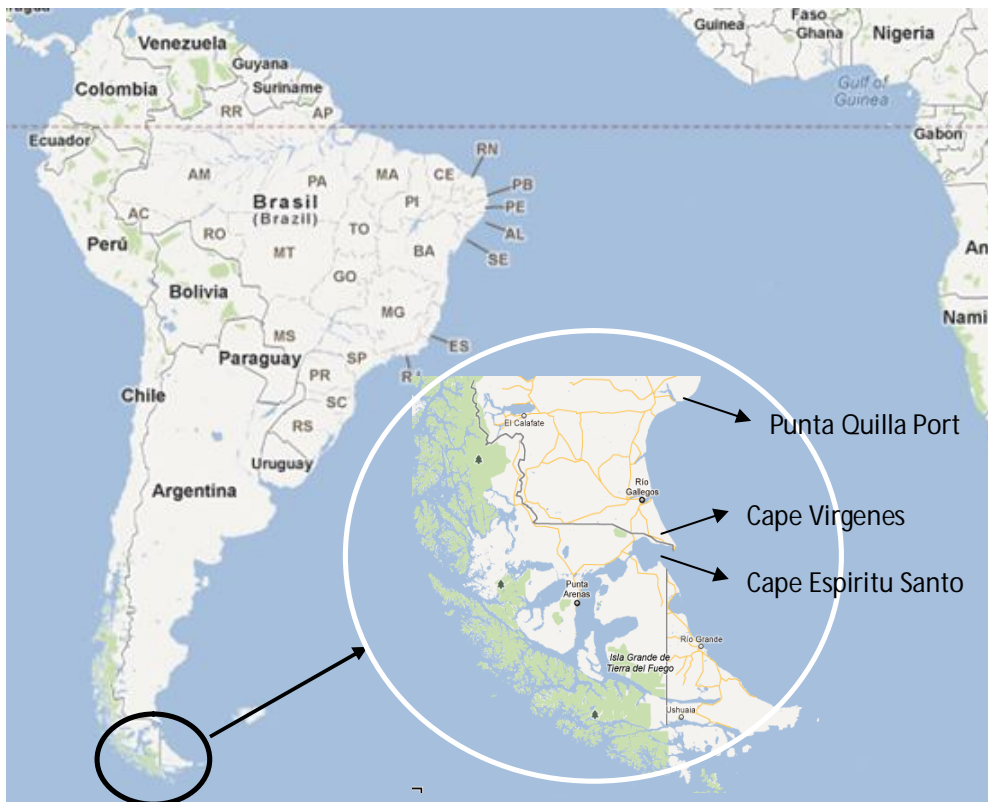 Venezuela
Guyana
Suriname
Colombia
RR
AP
Ecuador
AM
PA
MA
CE
RN
PB
PE
AL
SE
PI
Brasil
(Brazil)
AC
RO
TO
BA
MT
Perú
GO
Bolivia
MG
MS
ES
Paraguay
SP
PR
Chile
SC
RS
Uruguay
Argentina
Guinea
Faso
Ghana
Nigeria
Gulf of
Guinea
Gabon
An
Nami
El Calafate
Río
Gallegos
Punta
Arenas
Río Grande
Isla Grande de
Tierra del Fuego
Ushuaia
Punta Quilla Port
Cape Virgenes
Cape Espiritu Santo